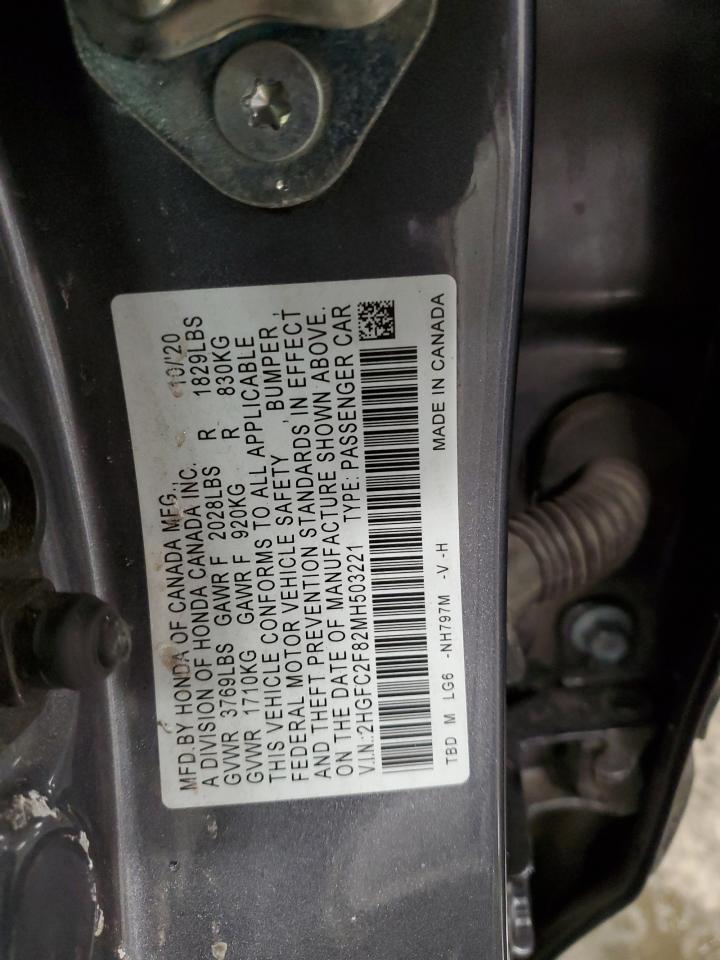 MFD. BY HONDA OF CANADA MFG., 10/20
A DIVISION OF HONDA CANADA INC.
GVWR 3769LBS GAWR F 2028LBS R 1829LBS
GVWR 1710KG GAWR F 920KG R 830KG
THIS VEHICLE CONFORMS TO ALL APPLICABLE
FEDERAL MOTOR VEHICLE SAFETY , BUMPER ,
AND THEFT PREVENTION STANDARDS IN EFFECT
ON THE DATE OF MANUFACTURE SHOWN ABOVE.
V.I.N.:2HGFC2F82MH503221 TYPE: PASSENGER CAR
TBD M LG6 -NH797M -V -H MADE IN CANADA